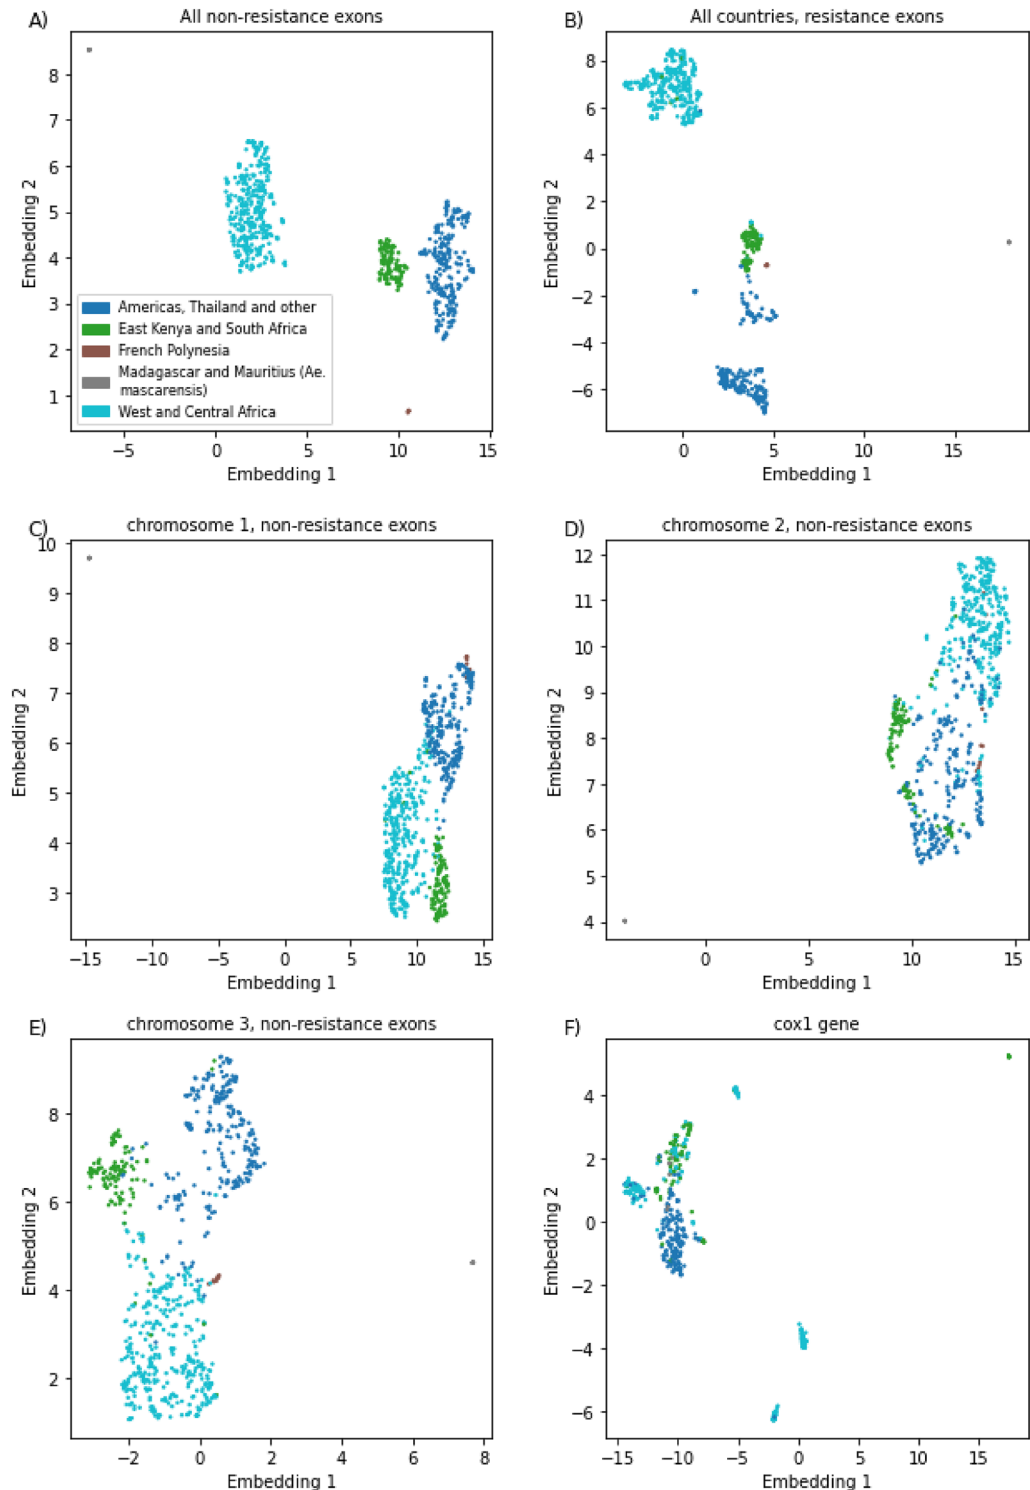 A)
All non-resistance exons
Embedding 2
8
7
6
5
4
3
2
1
Americas, Thailand and other
East Kenya and South Africa
French Polynesia
Madagascar and Mauritius (Ae.
mascarensis)
West and Central Africa
−5
0
5
10
15
Embedding 1
B)
All countries, resistance exons
Embedding 2
8
6
4
2
0
−2
−4
−6
0
5
10
15
Embedding 1
C)
chromosome 1, non-resistance exons
Embedding 2
10
9
8
7
6
5
4
3
−15
−10
−5
0
5
10
15
Embedding 1
D)
chromosome 2, non-resistance exons
Embedding 2
12
11
10
9
8
7
6
5
4
0
5
10
15
Embedding 1
E)
chromosome 3, non-resistance exons
Embedding 2
8
6
4
2
−2
0
2
4
6
8
Embedding 1
F)
cox1 gene
Embedding 2
4
2
0
−2
−4
−6
−15
−10
−5
0
5
10
15
Embedding 1